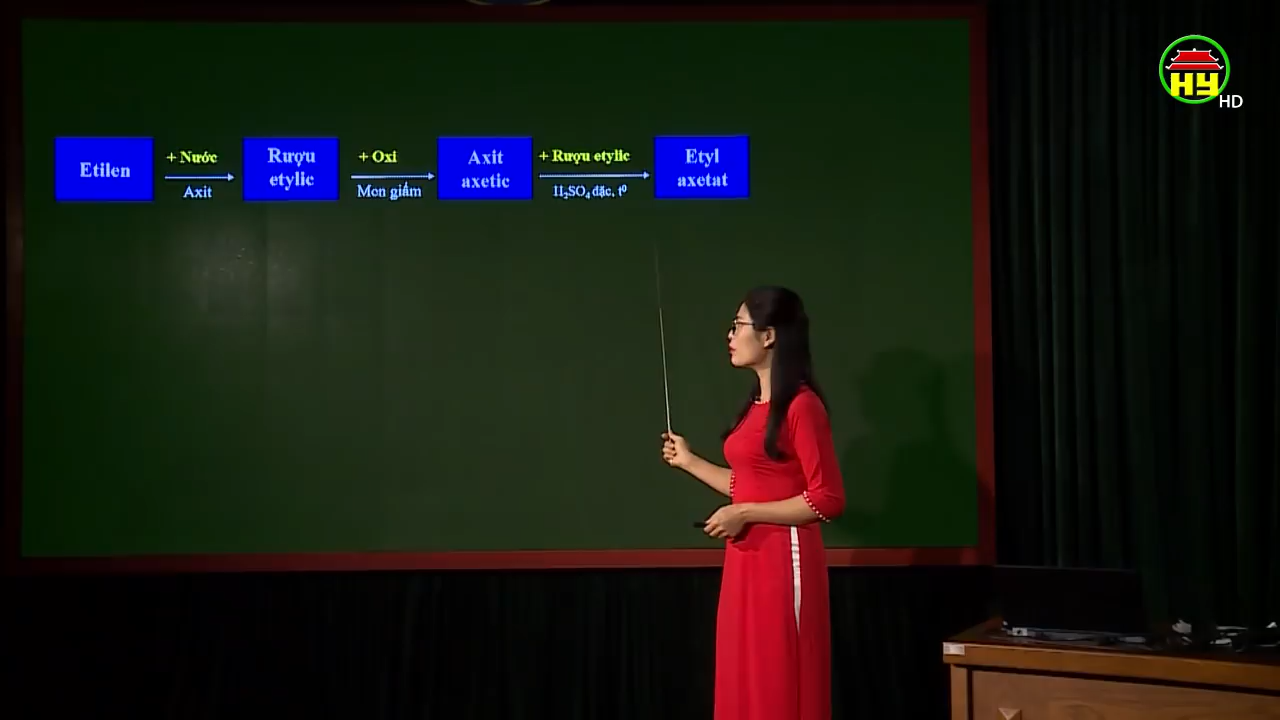 Etilen
+ Nước
Axit
Rượu
etylic
+ Oxi
Men giấm
Axit
axetic
+ Rượu etylic
H₂SO₄ đặc, t⁰
Etyl
axetat
HY
HD